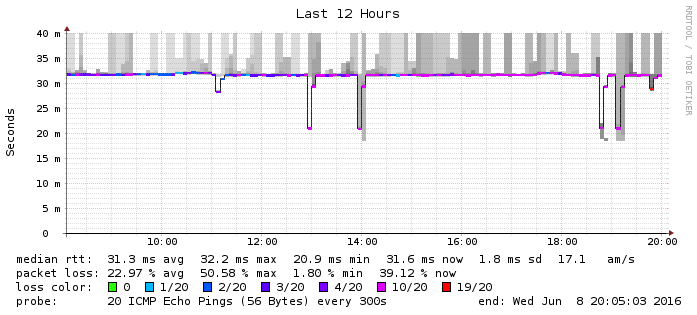 Last 12 Hours
RRDTOOL / TOBI OETIKER
Seconds
40 m
35 m
30 m
25 m
20 m
15 m
10 m
5 m
0
10:00 12:00 14:00 16:00 18:00 20:00
median rtt: 31.3 ms avg 32.2 ms max 20.9 ms min 31.6 ms now 1.8 ms sd 17.1 am/s
packet loss: 22.97 % avg 50.58 % max 1.80 % min 39.12 % now
loss color: 0 1/20 2/20 3/20 4/20 10/20 19/20
probe: 20 ICMP Echo Pings (56 Bytes) every 300s end: Wed Jun 8 20:05:03 2016